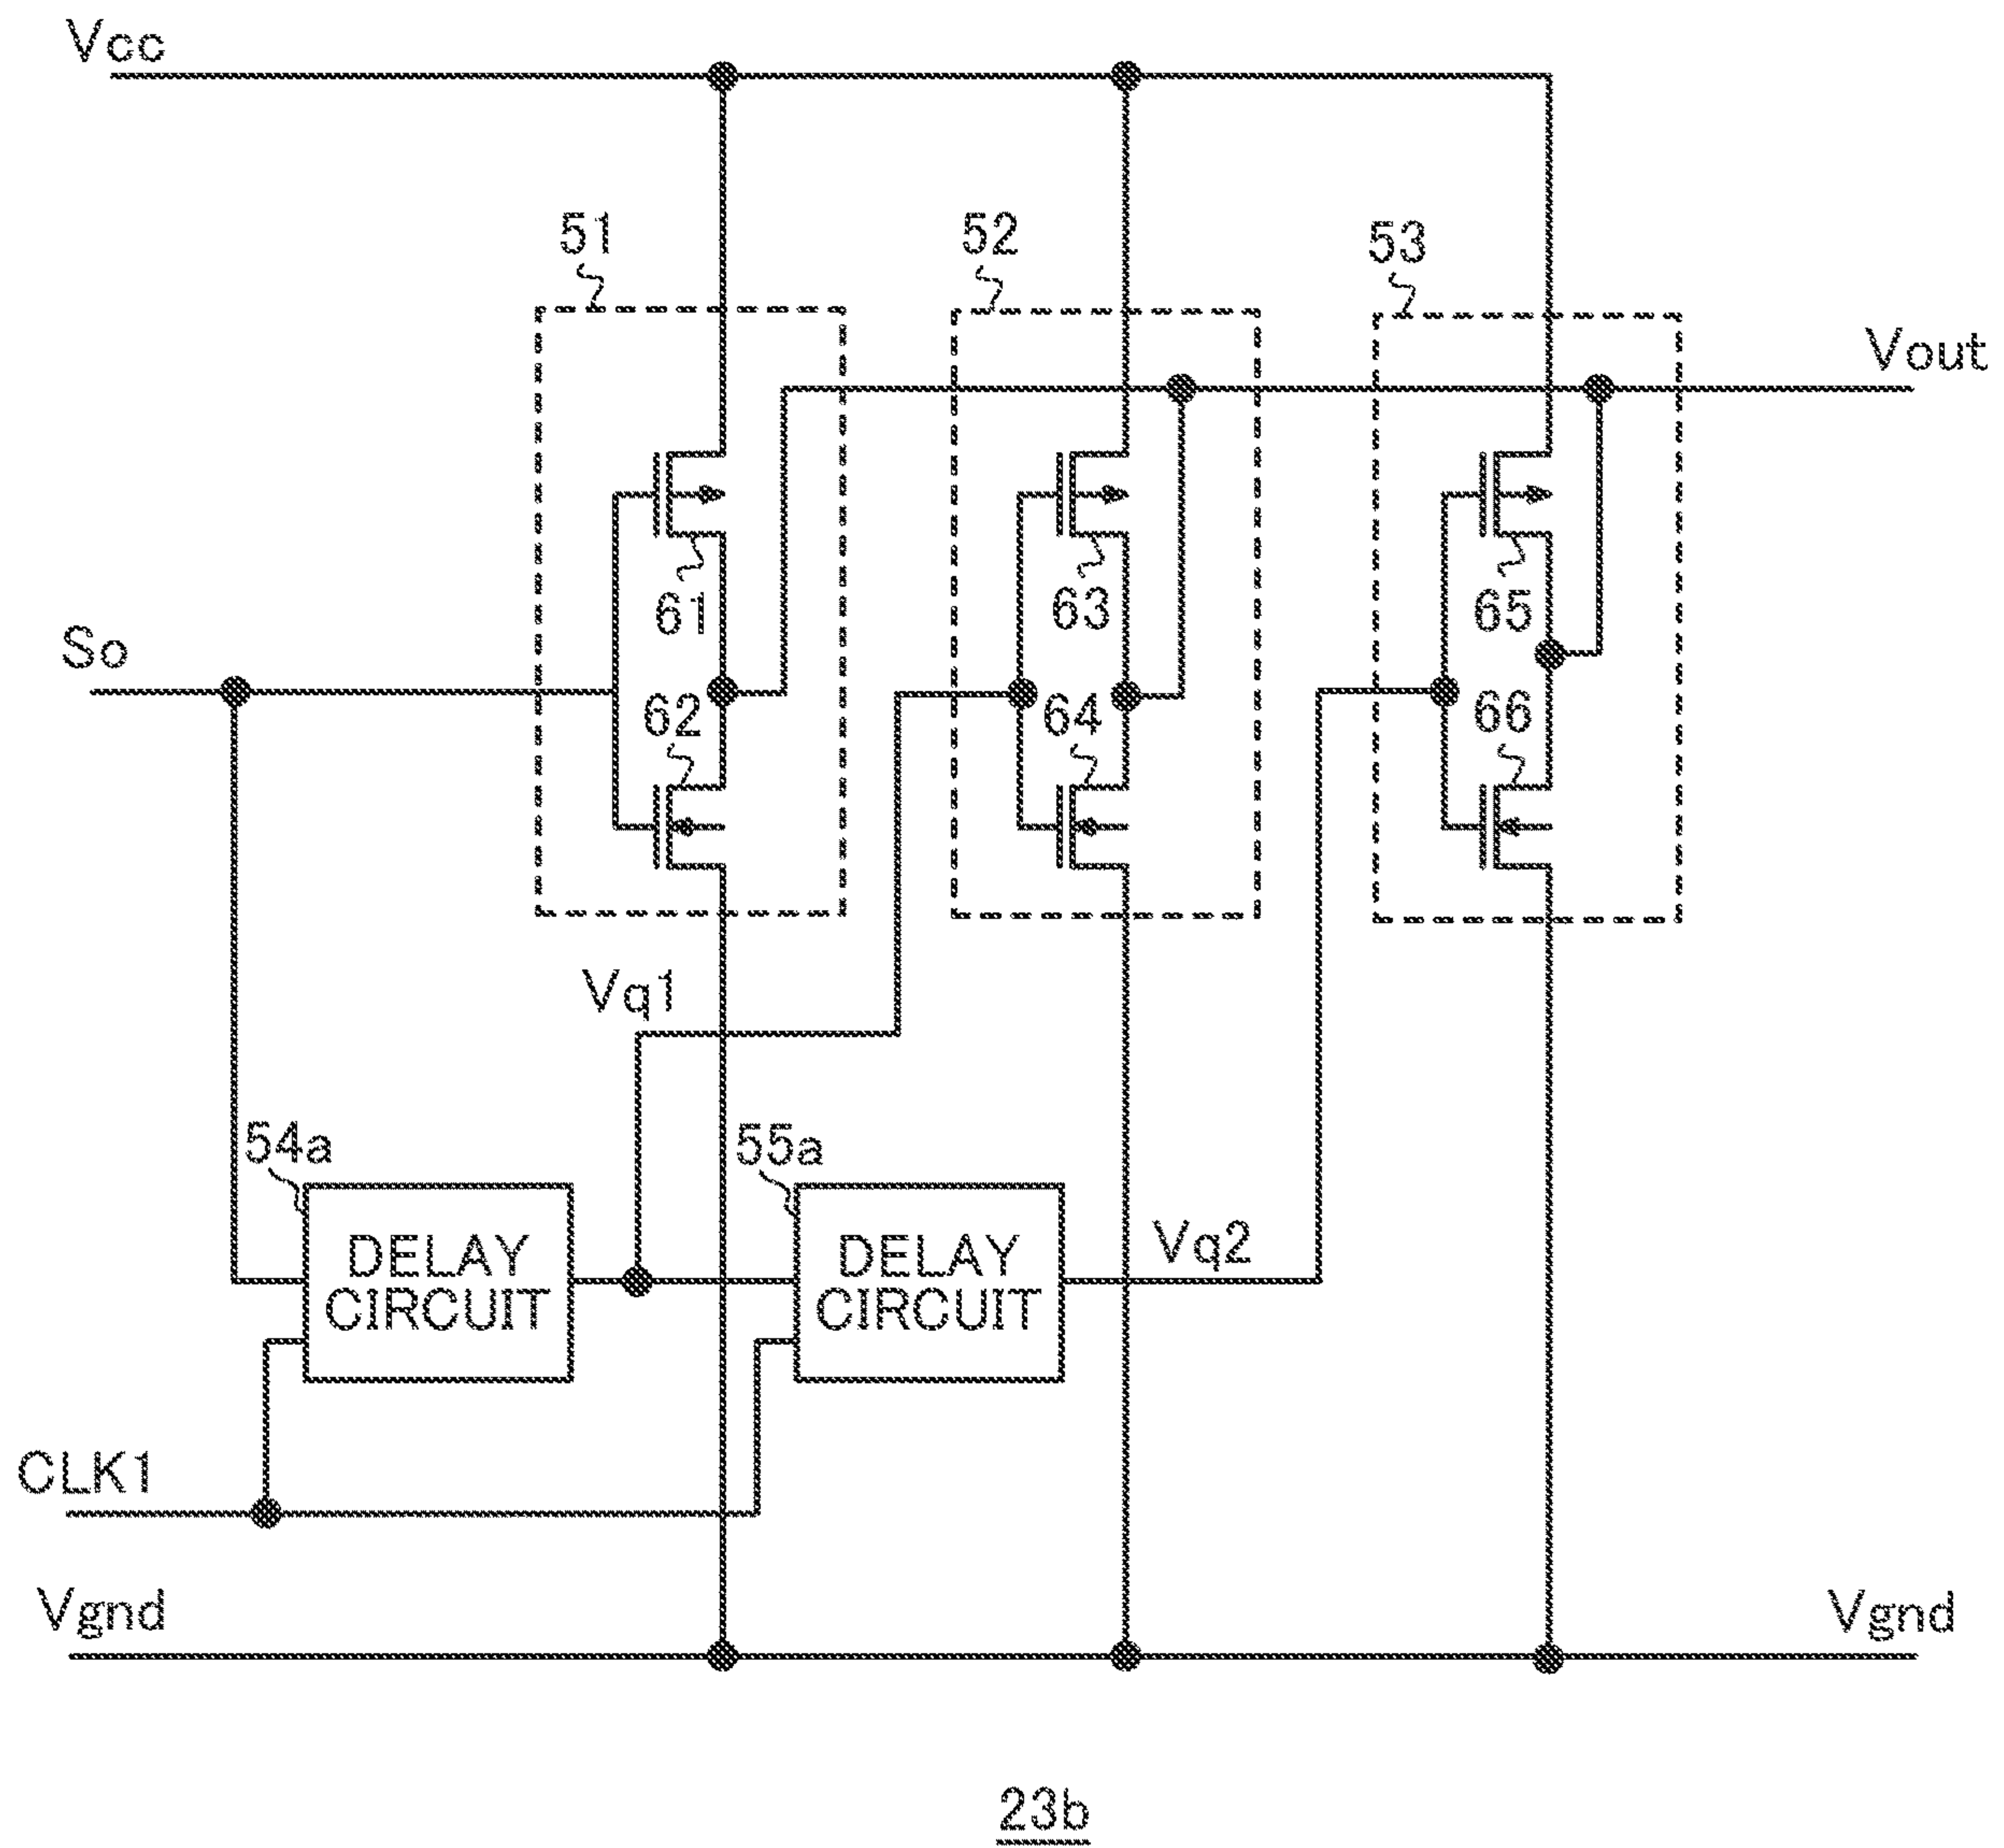 Vcc
51
52
53
Vout
61
63
65
So
62
64
66
Vq1
54a
55a
DELAY
CIRCUIT
DELAY
CIRCUIT
Vq2
CLK1
Vgnd
Vgnd
23b